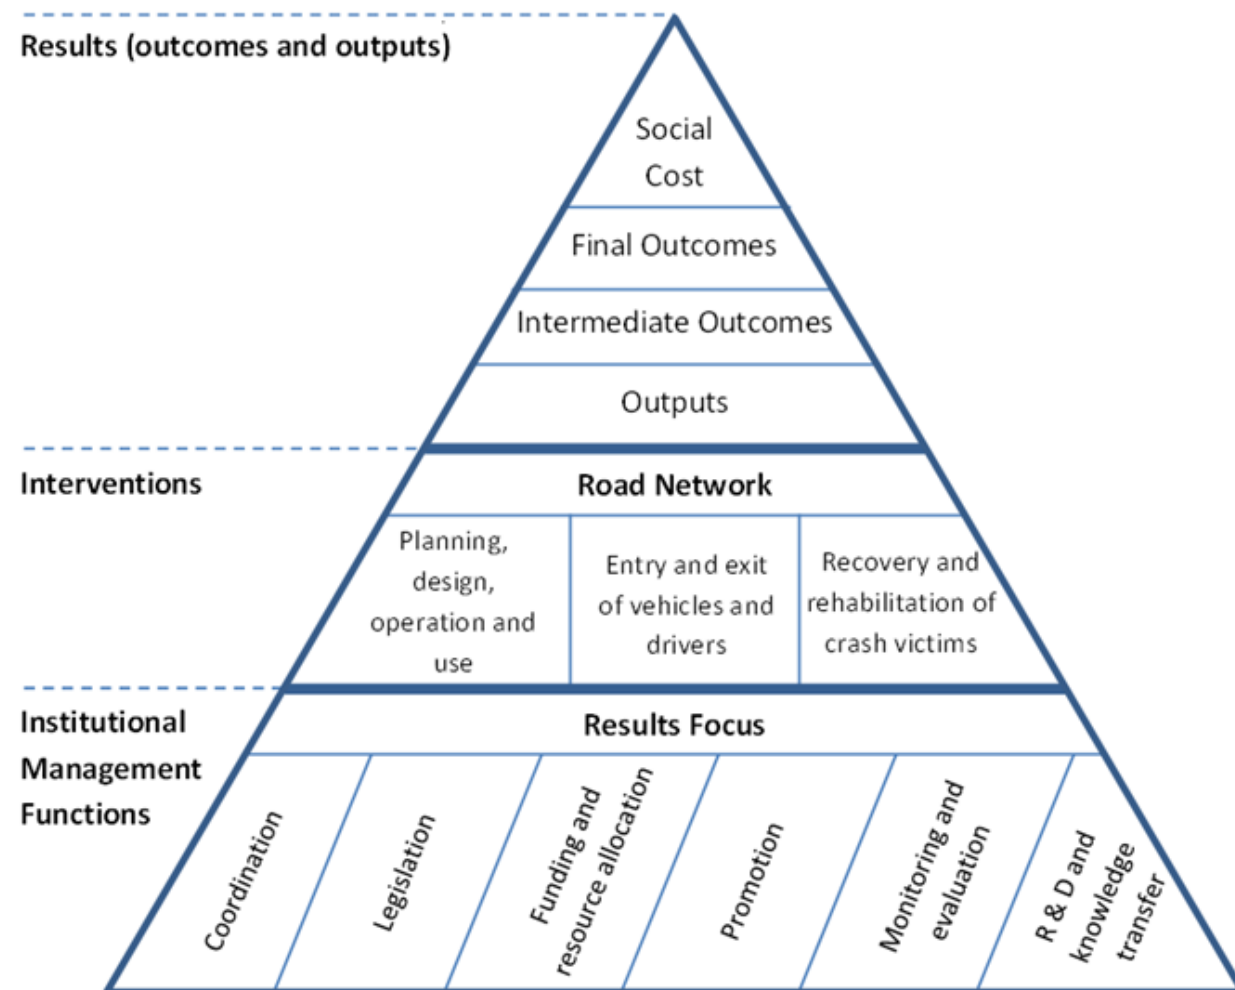 Results (outcomes and outputs)
Social
Cost
Final Outcomes
Intermediate Outcomes
Outputs
Interventions
Road Network
Planning,
design,
operation and
use
Entry and exit
of vehicles and
drivers
Recovery and
rehabilitation of
crash victims
Institutional
Management
Functions
Results Focus
Coordination
Legislation
Funding and
resource allocation
Promotion
Monitoring and
evaluation
R & D and
knowledge
transfer